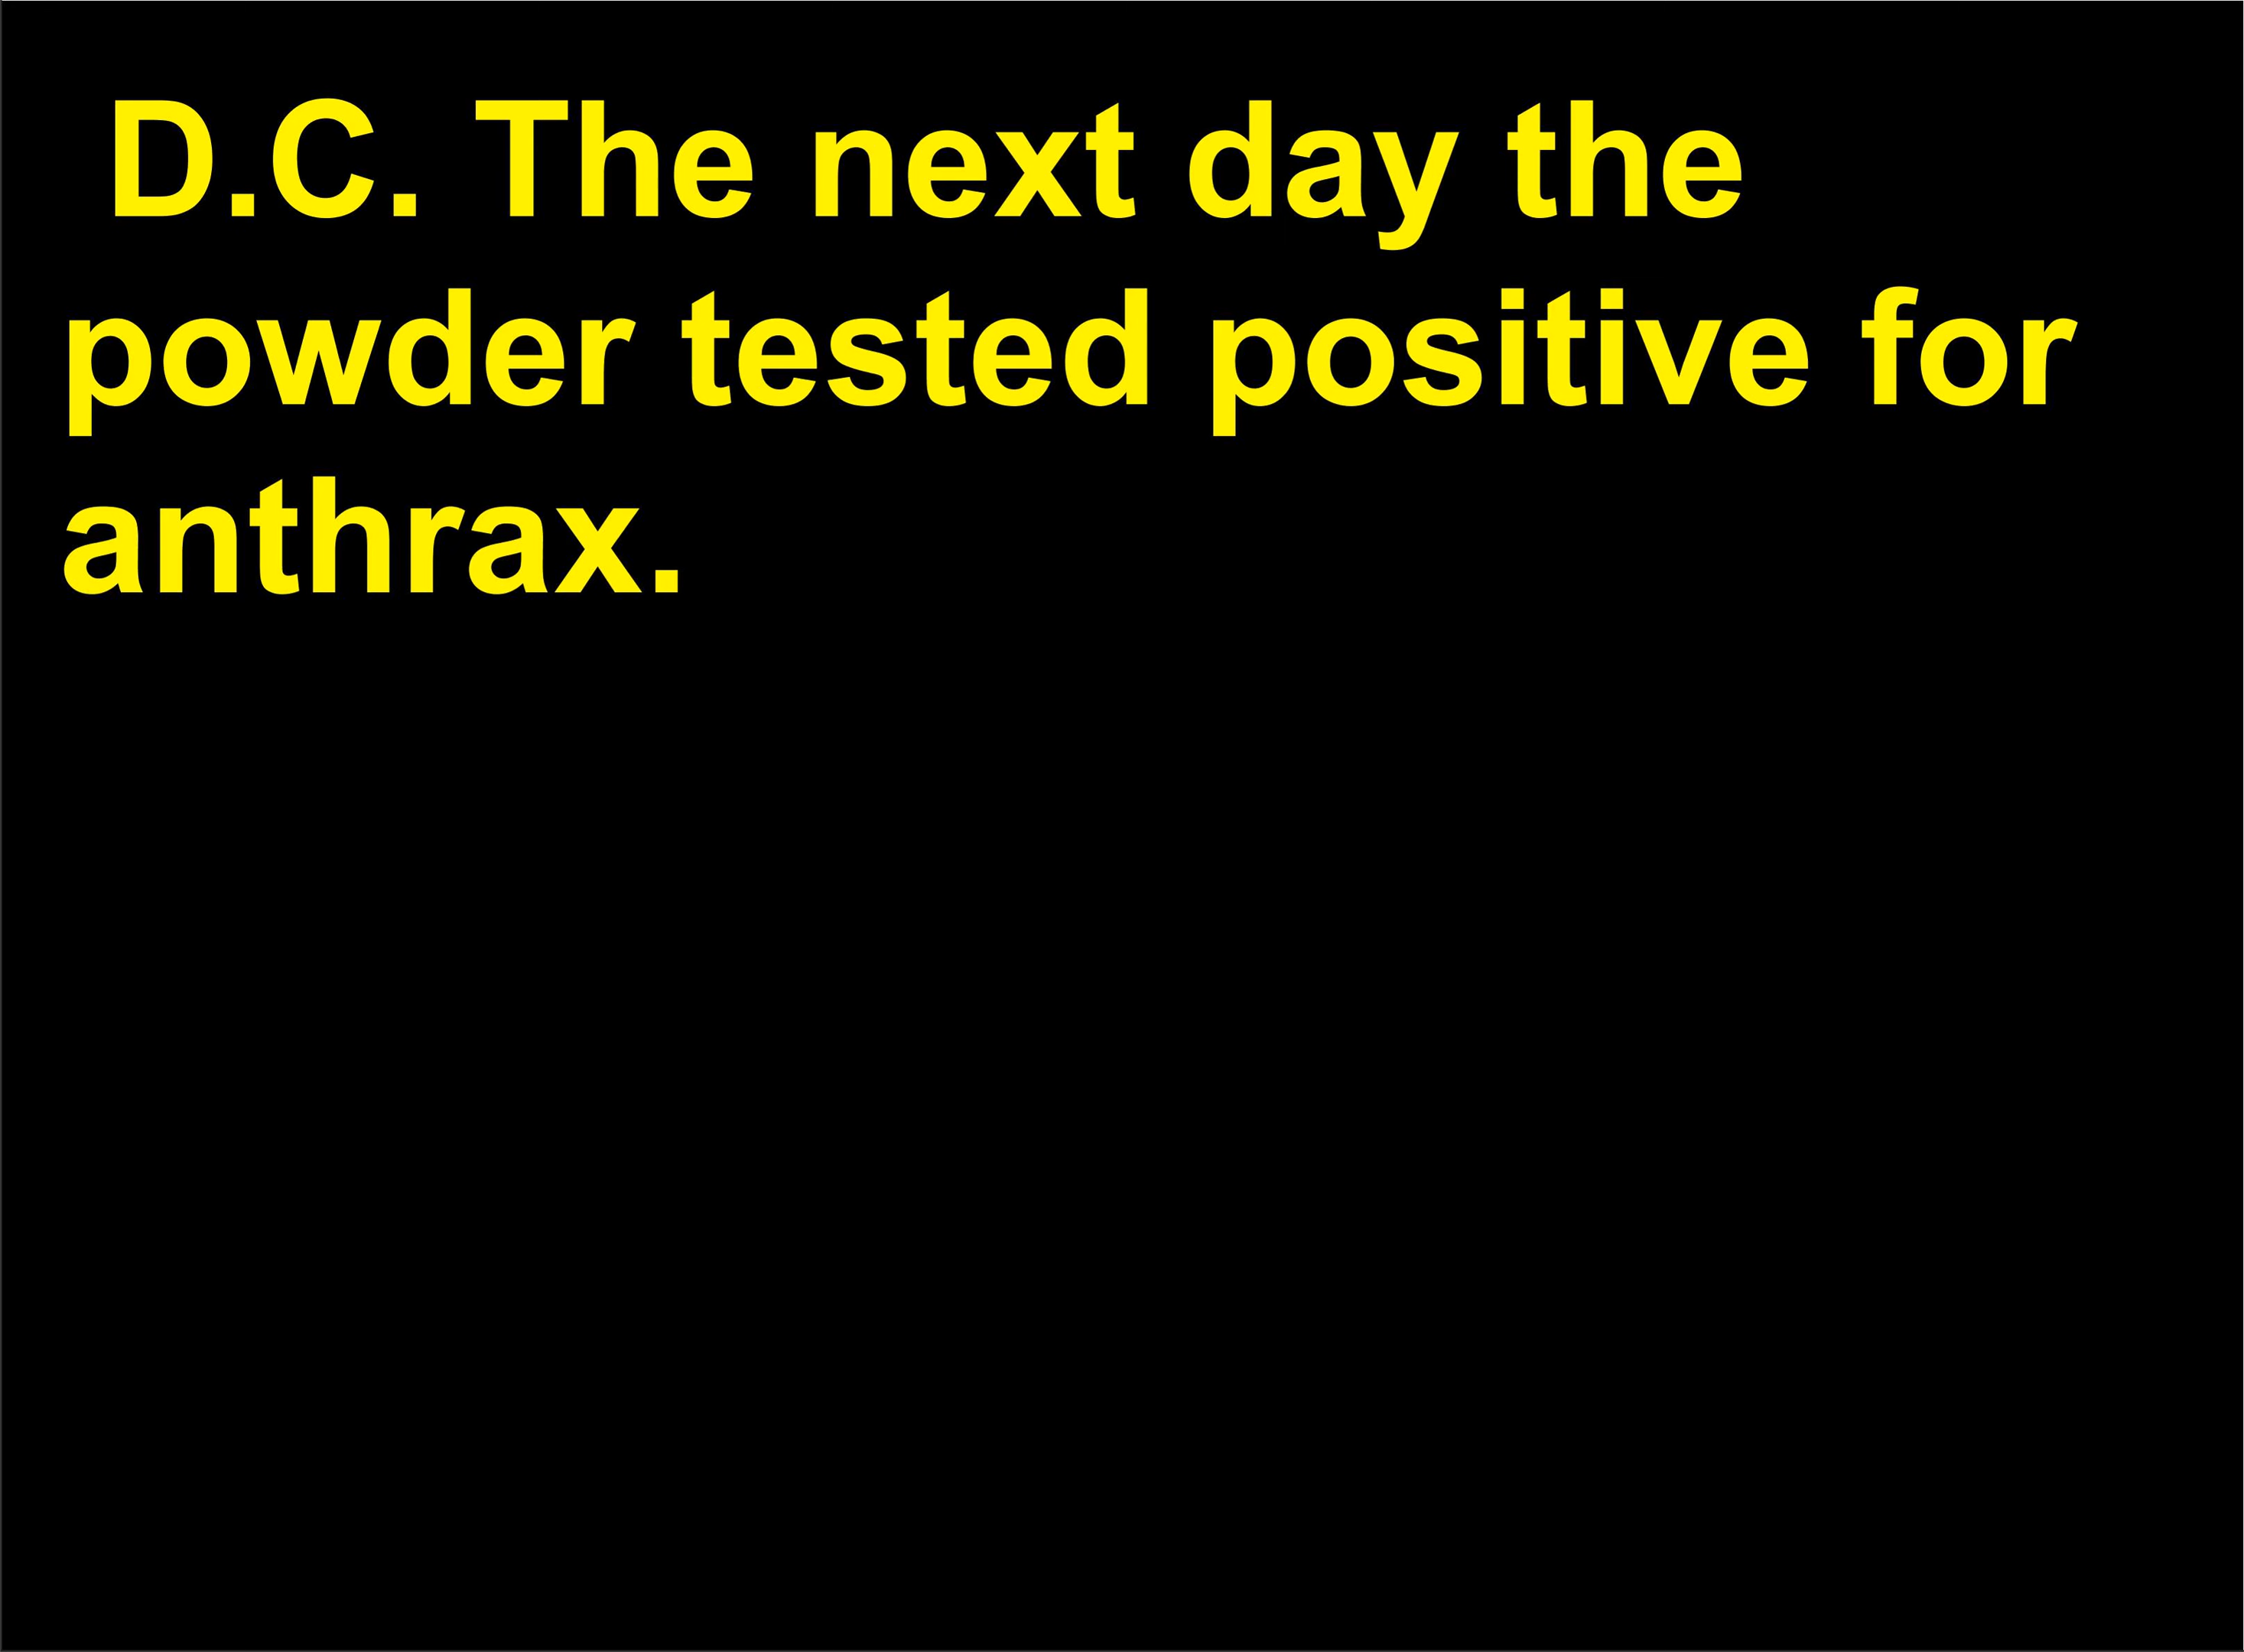 D.C. The next day the
powder tested positive for
anthrax.